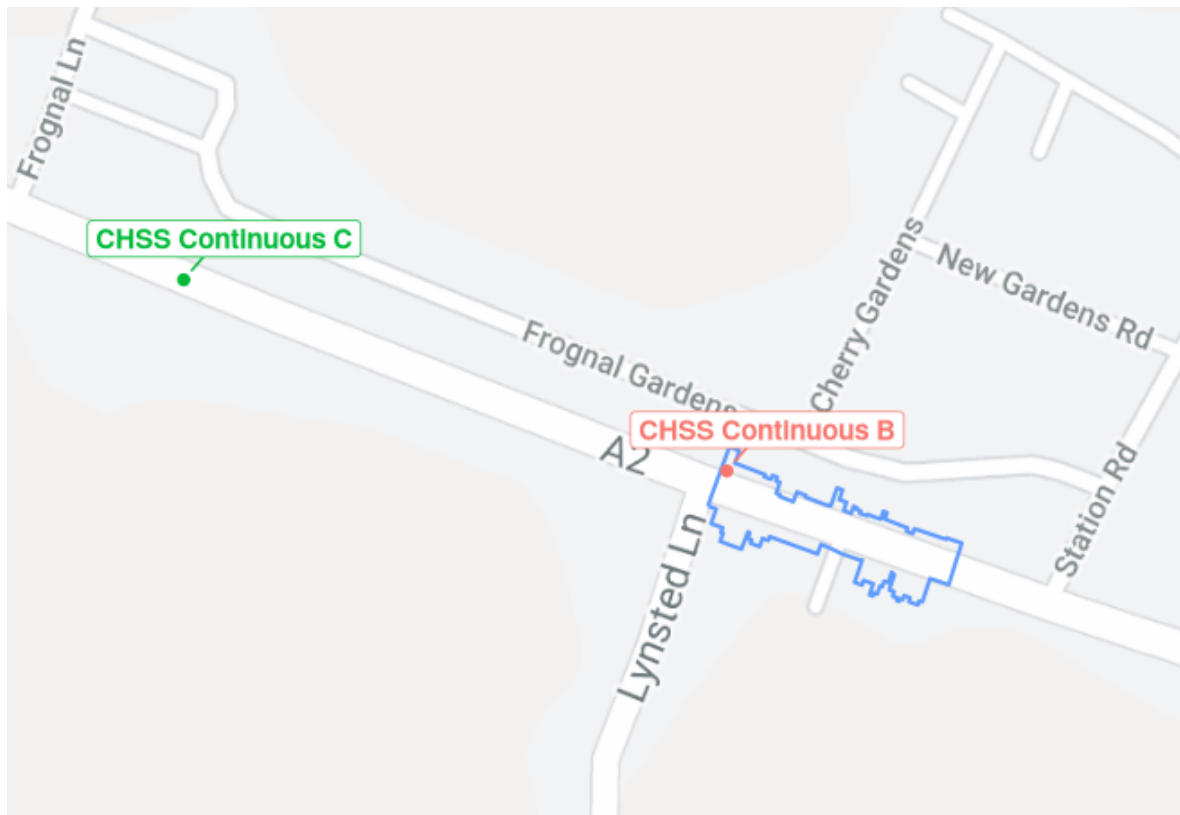 Frognal Ln
CHSS Continuous C
New Gardens Rd
Cherry Gardens
Frognal Gardens
CHSS Continuous B
A2
Station Rd
Lynsted Ln